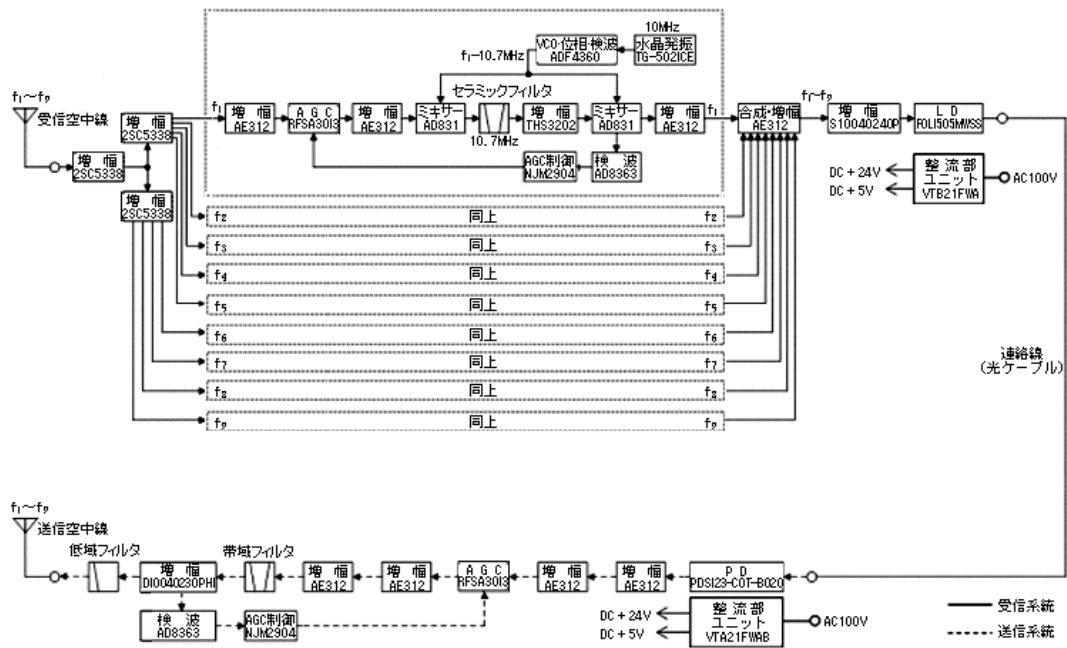 10MHz
f₁-10.7MHz
VCO・位相・検波
ADF4360
水晶発振
TG-502ICE
f₁～f₉
受信空中線
セラミックフィルタ
f₁
増幅
AE312
AGC
RFSA3013
増幅
AE312
ミキサー
AD831
10.7MHz
増幅
THS3202
ミキサー
AD831
増幅
AE312
f₁
合成・増幅
AE312
f₁～f₉
増幅
S10040240P
LD
増幅
2SC5338
増幅
2SC5338
増幅
2SC5338
AGC制御
NJM2904
検波
AD8363
DC+24V
DC+5V
整流部
ユニット
VTB21FWA
AC100V
f₂ 同上 f₂
f₃ 同上 f₃
f₄ 同上 f₄
f₅ 同上 f₅
f₆ 同上 f₆
f₇ 同上 f₇
f₈ 同上 f₈
f₉ 同上 f₉
連絡線
(光ケーブル)
f₁～f₉
送信空中線
低域フィルタ
増幅
D10040230PH1
帯域フィルタ
増幅
AE312
増幅
AE312
AGC
RFSA3013
増幅
AE312
増幅
AE312
PD
PDS123-COT-B020
検波
AD8363
AGC制御
NJM2904
DC+24V
DC+5V
整流部
ユニット
VTA21FWAB
AC100V
受信系統
送信系統